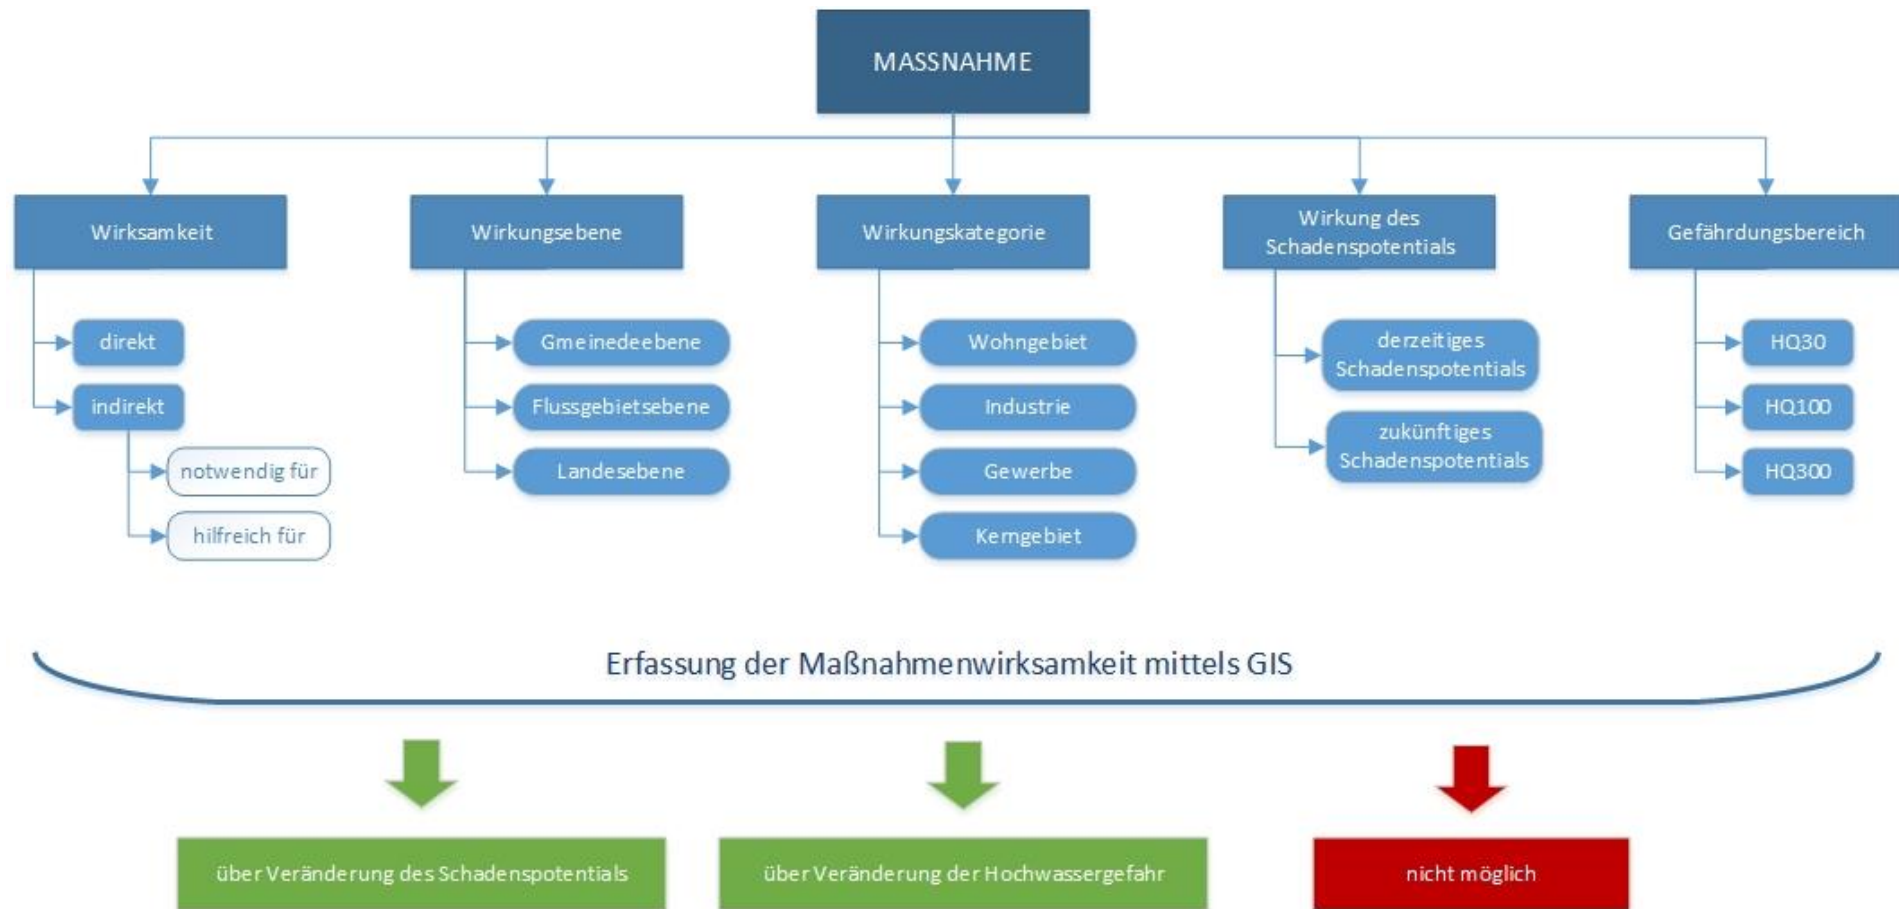 MASSNAHME
Wirksamkeit
direkt
indirekt
notwendig für
hilfreich für
Wirkungsebene
Gmeinedeebene
Flussgebietsebene
Landesebene
Wirkungskategorie
Wohngebiet
Industrie
Gewerbe
Kerngebiet
Wirkung des
Schadenspotentials
derzeitiges
Schadenspotentials
zukünftiges
Schadenspotentials
Gefährdungsbereich
HQ30
HQ100
HQ300
Erfassung der Maßnahmenwirksamkeit mittels GIS
über Veränderung des Schadenspotentials
über Veränderung der Hochwassergefahr
nicht möglich